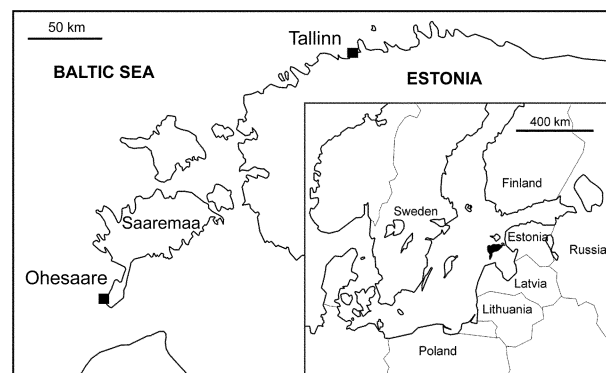 50 km
Tallinn
BALTIC SEA
ESTONIA
400 km
Finland
Sweden
Saaremaa
Estonia
Russia
Ohesaare
Latvia
Lithuania
Poland